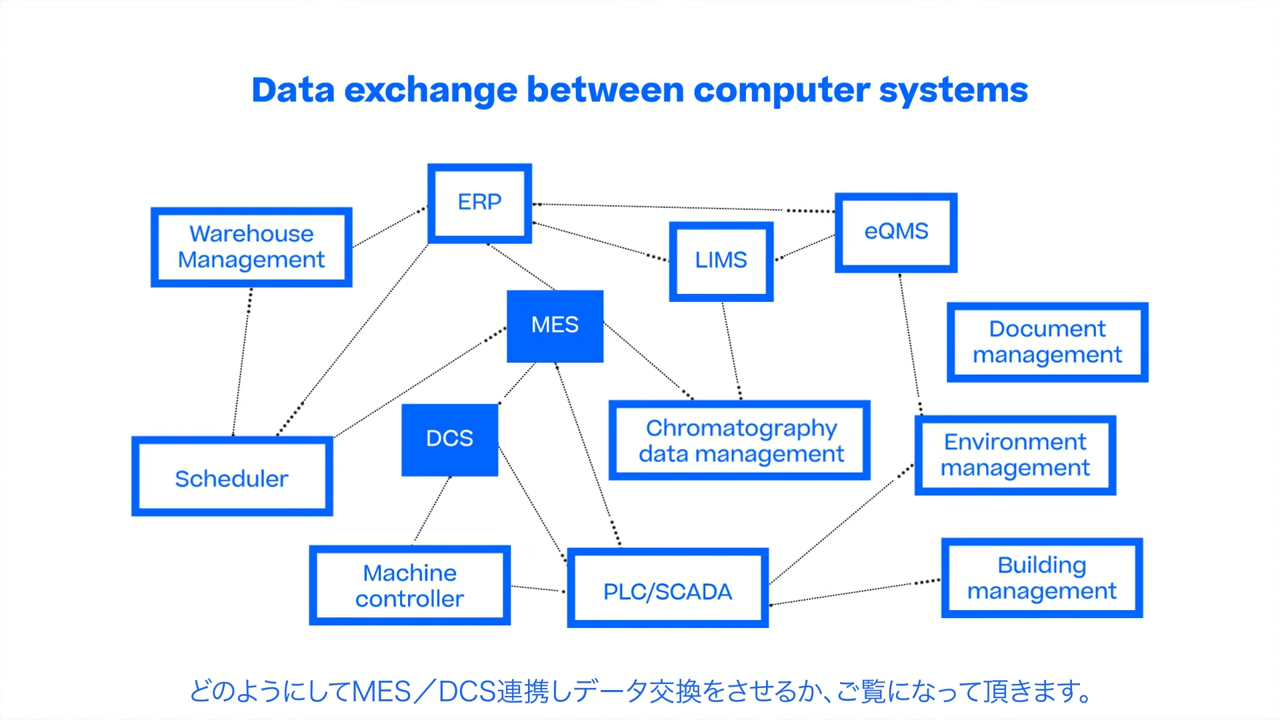 Data exchange between computer systems
ERP
Warehouse
Management
eQMS
LIMS
MES
Document
management
DCS
Chromatography
data management
Environment
management
Scheduler
Machine
controller
PLC/SCADA
Building
management
どのようにしてMES／DCS連携しデータ交換をさせるか、ご覧になって頂きます。